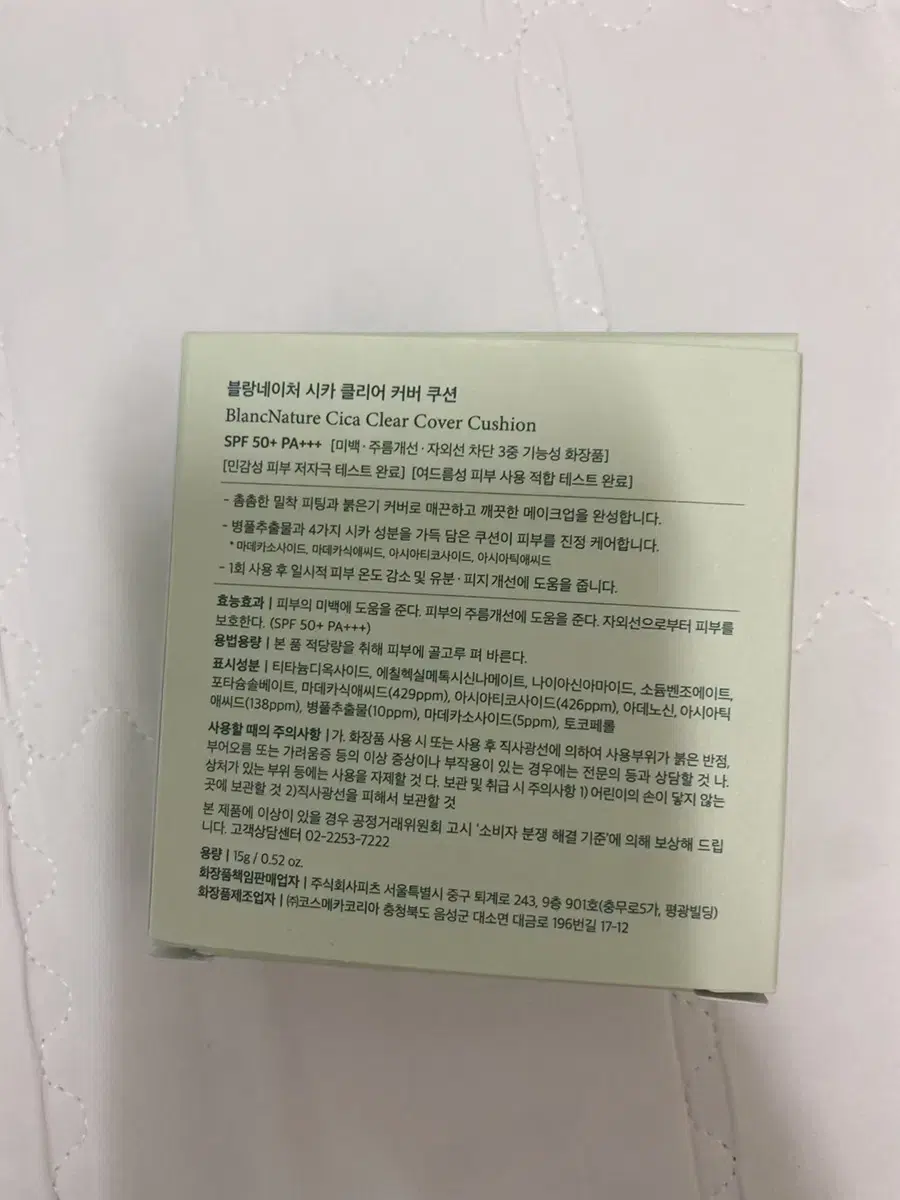 블랑네이처 시카 클리어 커버 쿠션
BlancNature Cica Clear Cover Cushion
SPF 50+ PA+++ [미백·주름개선·자외선 차단 3중 기능성 화장품]
[민감성 피부 저자극 테스트 완료] [여드름성 피부 사용 적합 테스트 완료]
- 촘촘한 밀착 피팅과 붉은기 커버로 매끈하고 깨끗한 메이크업을 완성합니다.
- 병풀추출물과 4가지 시카 성분을 가득 담은 쿠션이 피부를 진정 케어합니다.
* 마데카소사이드, 마데카식애씨드, 아시아티코사이드, 아시아틱애씨드
- 1회 사용 후 일시적 피부 온도 감소 및 유분·피지 개선에 도움을 줍니다.
효능효과 | 피부의 미백에 도움을 준다. 피부의 주름개선에 도움을 준다. 자외선으로부터 피부를
보호한다. (SPF 50+ PA+++)
용법용량 | 본 품 적당량을 취해 피부에 골고루 펴 바른다.
표시성분 | 티타늄디옥사이드, 에칠헥실메톡시신나메이트, 나이아신아마이드, 소듐벤조에이트,
포타슘솔베이트, 마데카식애씨드(429ppm), 아시아티코사이드(426ppm), 아데노신, 아시아틱
애씨드(138ppm), 병풀추출물(10ppm), 마데카소사이드(5ppm), 토코페롤
사용할 때의 주의사항 | 가. 화장품 사용 시 또는 사용 후 직사광선에 의하여 사용부위가 붉은 반점,
부어오름 또는 가려움증 등의 이상 증상이나 부작용이 있는 경우에는 전문의 등과 상담할 것 나.
상처가 있는 부위 등에는 사용을 자제할 것 다. 보관 및 취급 시 주의사항 1) 어린이의 손이 닿지 않는
곳에 보관할 것 2)직사광선을 피해서 보관할 것
본 제품에 이상이 있을 경우 공정거래위원회 고시 '소비자 분쟁 해결 기준'에 의해 보상해 드립
니다. 고객상담센터 02-2253-7222
용량 | 15g / 0.52 oz.
화장품책임판매업자 | 주식회사피츠 서울특별시 중구 퇴계로 243, 9층 901호(충무로5가, 평광빌딩)
화장품제조업자 | ㈜코스메카코리아 충청북도 음성군 대소면 대금로 196번길 17-12